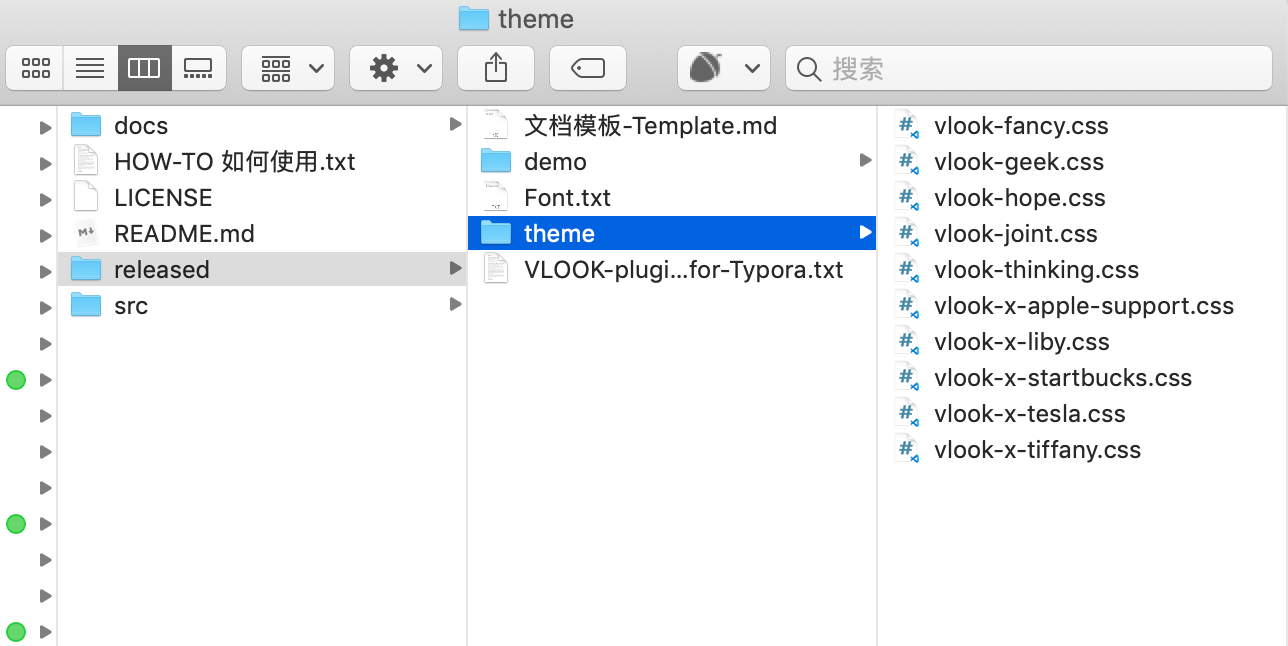 theme
搜索
docs
HOW-TO 如何使用.txt
LICENSE
README.md
released
src
文档模板-Template.md
demo
Font.txt
theme
VLOOK-plugi...for-Typora.txt
vlook-fancy.css
vlook-geek.css
vlook-hope.css
vlook-joint.css
vlook-thinking.css
vlook-x-apple-support.css
vlook-x-liby.css
vlook-x-startbucks.css
vlook-x-tesla.css
vlook-x-tiffany.css